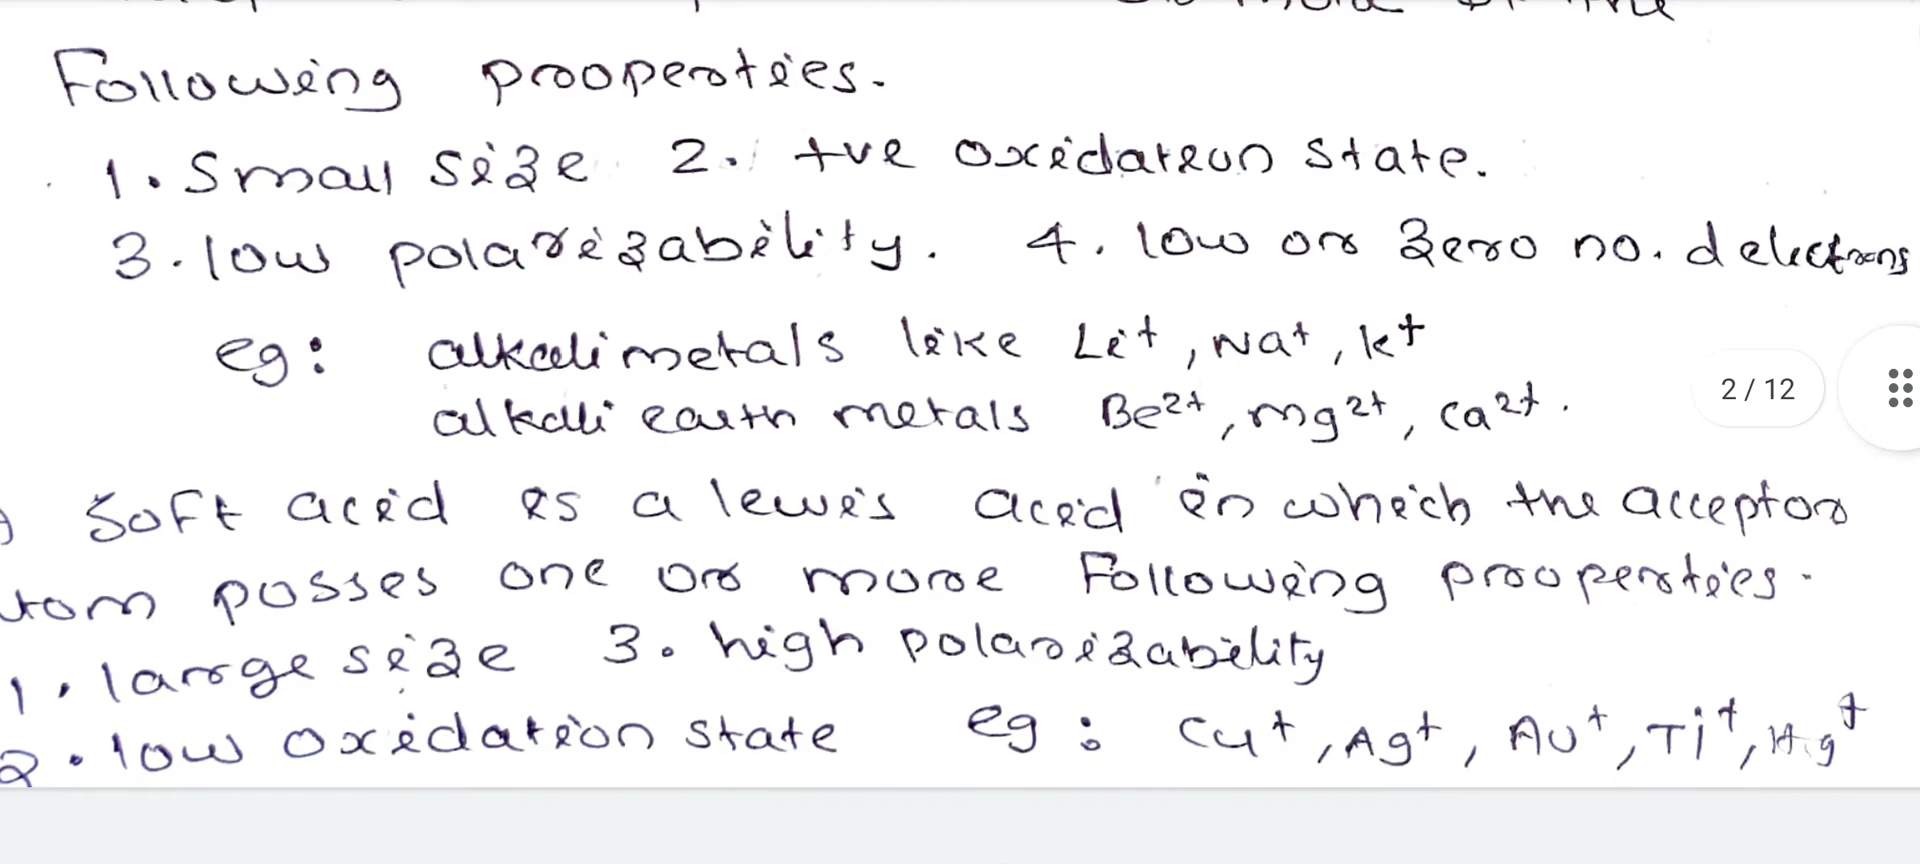 Following properties.
1. Small size 2. +ve oxidation state.
3. low polarizability. 4. low or zero no. d electrons
eg: alkali metals like Li+, Na+, K+
alkali earth metals Be2+, mg2+, Ca2+.
2 / 12
Soft acid is a lewis acid in which the acceptor
tom posses one or more Following properties.
1. large size 3. high polarizability
2. low oxidation state eg: Cu+, Ag+, Au+, Ti+, Hg+